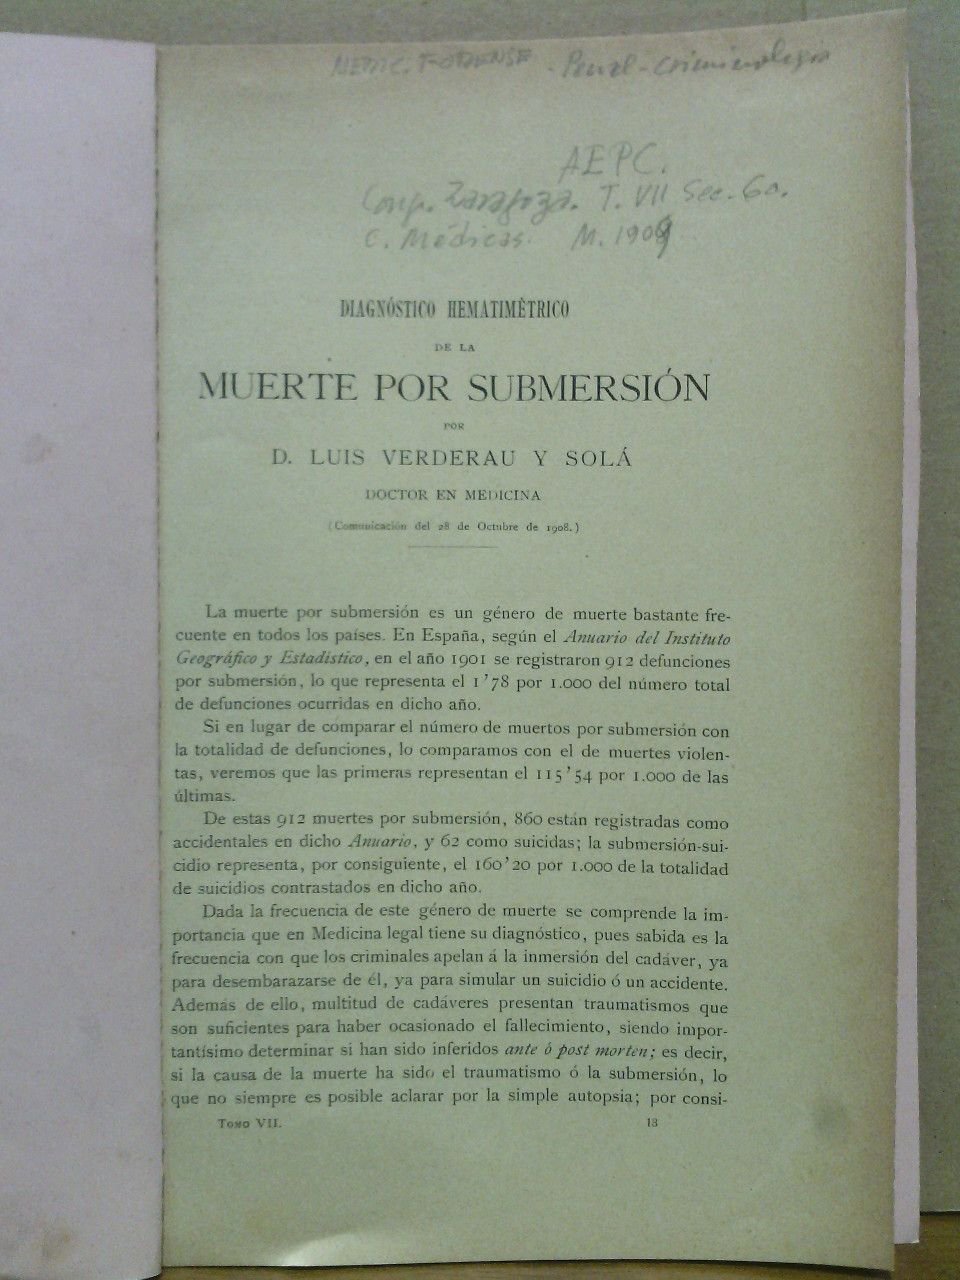 MEDIC. FORENSE - Penal-criminología
AEPC.
Cong. Zaragoza. T. VII Sec. 6a.
C. Médicas. M. 1909
DIAGNÓSTICO HEMATIMÉTRICO
DE LA
MUERTE POR SUBMERSIÓN
POR
D. LUIS VERDERAU Y SOLÁ
DOCTOR EN MEDICINA
(Comunicación del 28 de Octubre de 1908.)
La muerte por submersión es un género de muerte bastante fre-
cuente en todos los países. En España, según el Anuario del Instituto
Geográfico y Estadístico, en el año 1901 se registraron 912 defunciones
por submersión, lo que representa el 1'78 por 1.000 del número total
de defunciones ocurridas en dicho año.
Si en lugar de comparar el número de muertos por submersión con
la totalidad de defunciones, lo comparamos con el de muertes violen-
tas, veremos que las primeras representan el 115'54 por 1.000 de las
últimas.
De estas 912 muertes por submersión, 860 están registradas como
accidentales en dicho Anuario, y 62 como suicidas; la submersión-sui-
cidio representa, por consiguiente, el 160'20 por 1.000 de la totalidad
de suicidios contrastados en dicho año.
Dada la frecuencia de este género de muerte se comprende la im-
portancia que en Medicina legal tiene su diagnóstico, pues sabida es la
frecuencia con que los criminales apelan á la inmersión del cadáver, ya
para desembarazarse de él, ya para simular un suicidio ó un accidente.
Además de ello, multitud de cadáveres presentan traumatismos que
son suficientes para haber ocasionado el fallecimiento, siendo impor-
tantísimo determinar si han sido inferidos ante ó post morten; es decir,
si la causa de la muerte ha sido el traumatismo ó la submersión, lo
que no siempre es posible aclarar por la simple autopsia; por consi-
Tomo VII. 13